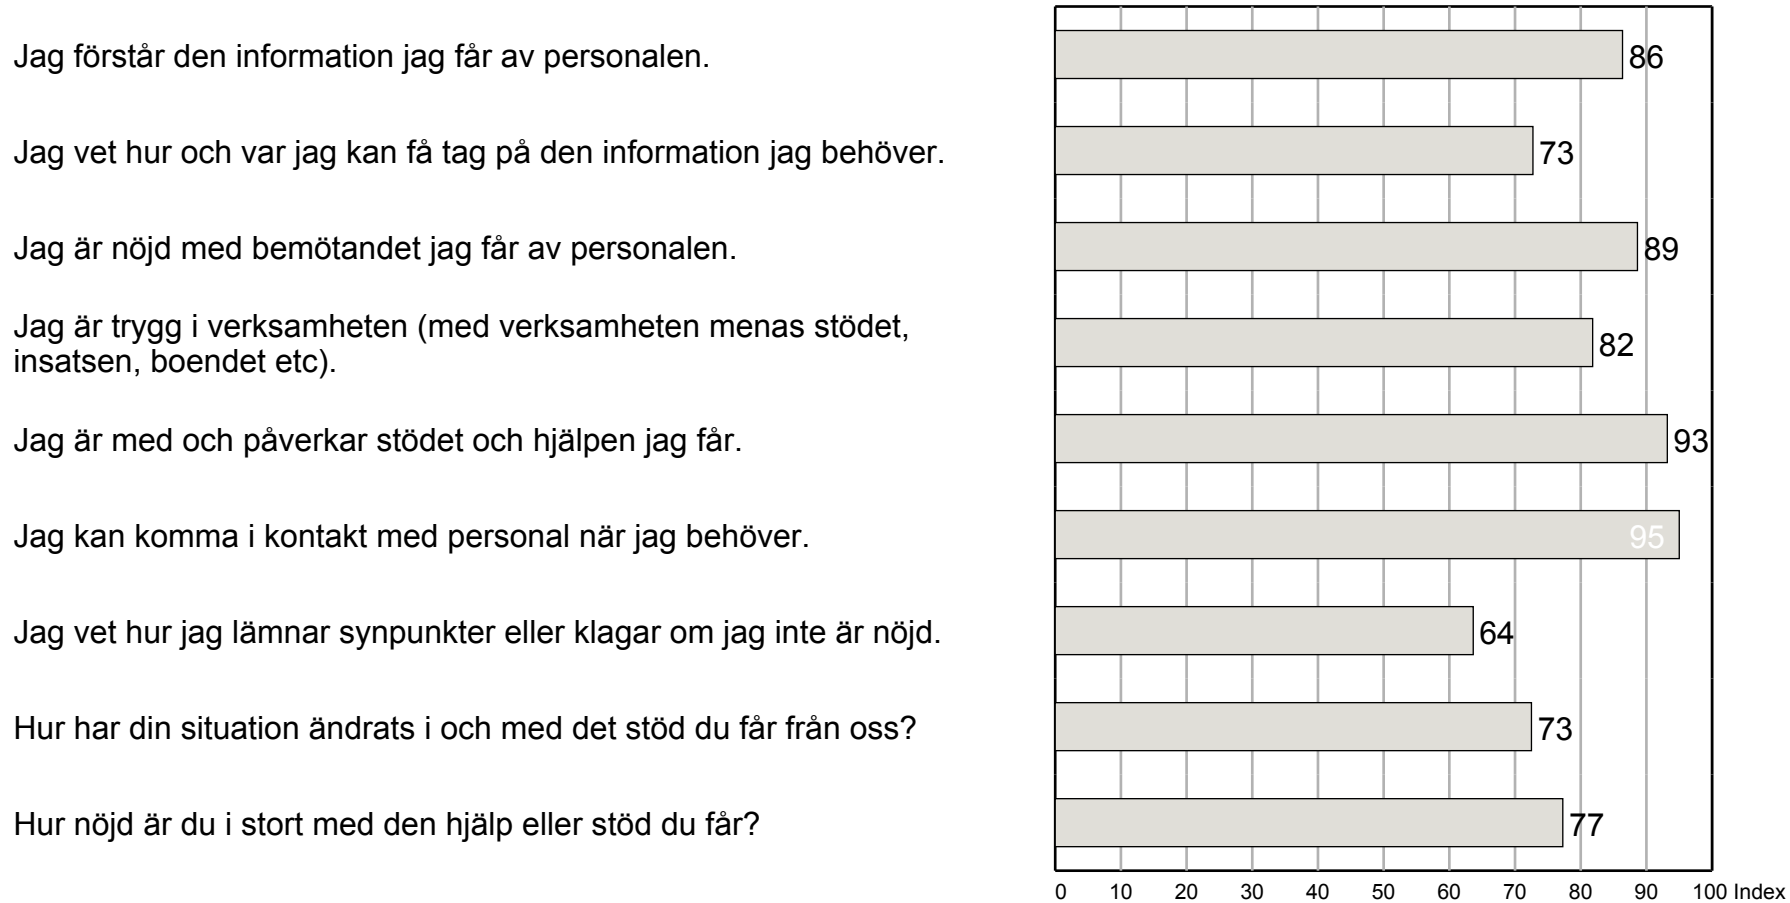 Jag förstår den information jag får av personalen.
86
Jag vet hur och var jag kan få tag på den information jag behöver.
73
Jag är nöjd med bemötandet jag får av personalen.
89
Jag är trygg i verksamheten (med verksamheten menas stödet,
insatsen, boendet etc).
82
Jag är med och påverkar stödet och hjälpen jag får.
93
Jag kan komma i kontakt med personal när jag behöver.
95
Jag vet hur jag lämnar synpunkter eller klagar om jag inte är nöjd.
64
Hur har din situation ändrats i och med det stöd du får från oss?
73
Hur nöjd är du i stort med den hjälp eller stöd du får?
77
0 10 20 30 40 50 60 70 80 90 100 Index